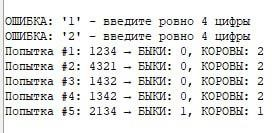 ОШИБКА: '1' - введите ровно 4 цифры
ОШИБКА: '2' - введите ровно 4 цифры
Попытка #1: 1234 → БЫКИ: 0, КОРОВЫ: 2
Попытка #2: 4321 → БЫКИ: 0, КОРОВЫ: 2
Попытка #3: 1432 → БЫКИ: 0, КОРОВЫ: 2
Попытка #4: 1342 → БЫКИ: 0, КОРОВЫ: 2
Попытка #5: 2134 → БЫКИ: 1, КОРОВЫ: 1